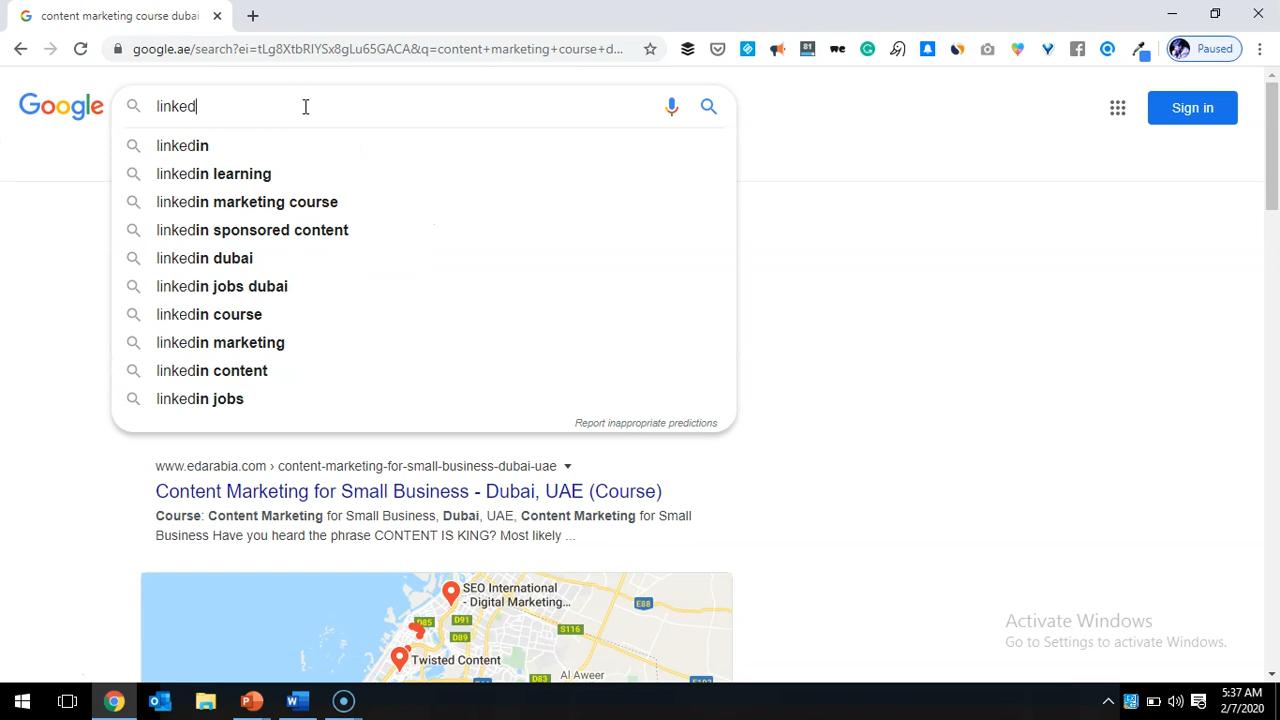 content marketing course dubai
google.ae/search?ei=tLg8XtbRIYSx8gLu65GACA&q=content+marketing+course+d...
81
Paused
Google
linked
Sign in
linkedin
linkedin learning
linkedin marketing course
linkedin sponsored content
linkedin dubai
linkedin jobs dubai
linkedin course
linkedin marketing
linkedin content
linkedin jobs
Report inappropriate predictions
www.edarabia.com › content-marketing-for-small-business-dubai-uae
Content Marketing for Small Business - Dubai, UAE (Course)
Course: Content Marketing for Small Business, Dubai, UAE, Content Marketing for Small
Business Have you heard the phrase CONTENT IS KING? Most likely ...
SEO International
- Digital Marketing...
E88
D85
D91
D89
S116
Twisted Content
Al Aweer
D83
Activate Windows
Go to Settings to activate Windows.
5:37 AM
2/7/2020